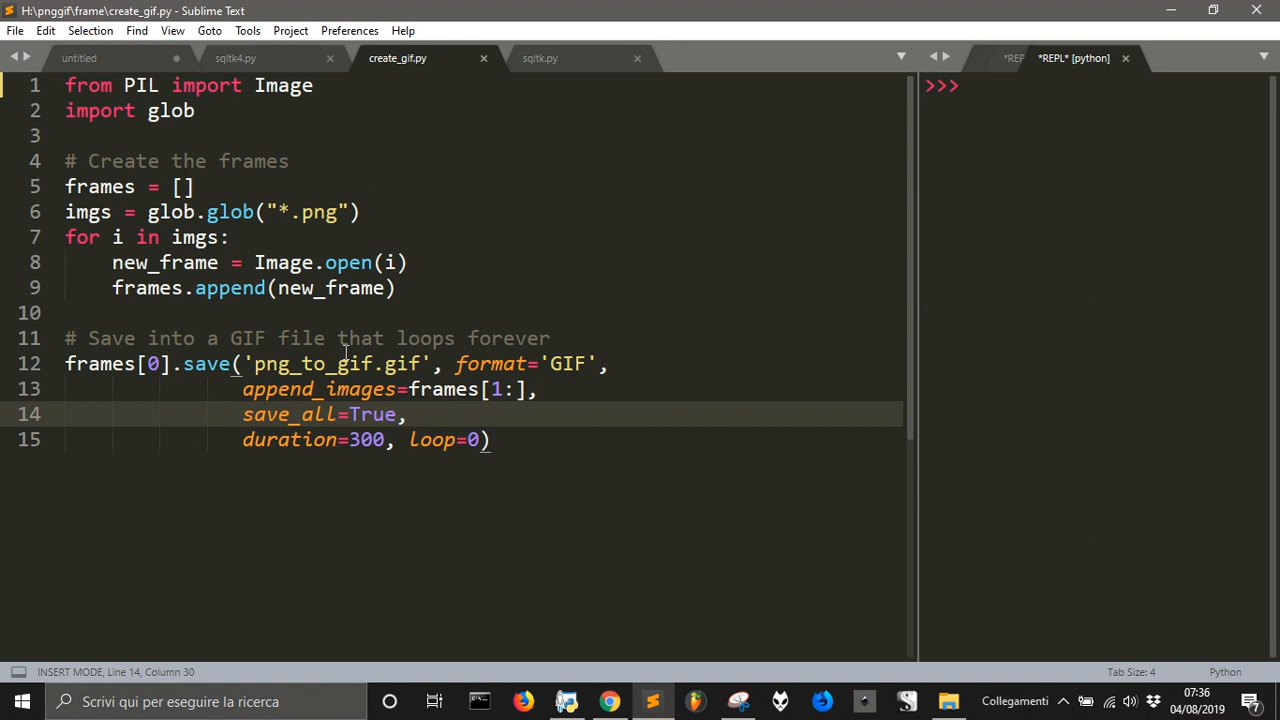 H:\pnggif\frame\create_gif.py - Sublime Text
File Edit Selection Find View Goto Tools Project Preferences Help
untitled sqltk4.py create_gif.py sqltk.py *REPL* [python]
1 from PIL import Image
2 import glob
3
4 # Create the frames
5 frames = []
6 imgs = glob.glob("*.png")
7 for i in imgs:
8 new_frame = Image.open(i)
9 frames.append(new_frame)
10
11 # Save into a GIF file that loops forever
12 frames[0].save('png_to_gif.gif', format='GIF',
13 append_images=frames[1:],
14 save_all=True,
15 duration=300, loop=0)
>>>
INSERT MODE, Line 14, Column 30 Tab Size: 4 Python
Scrivi qui per eseguire la ricerca Collegamenti 07:36
04/08/2019 7